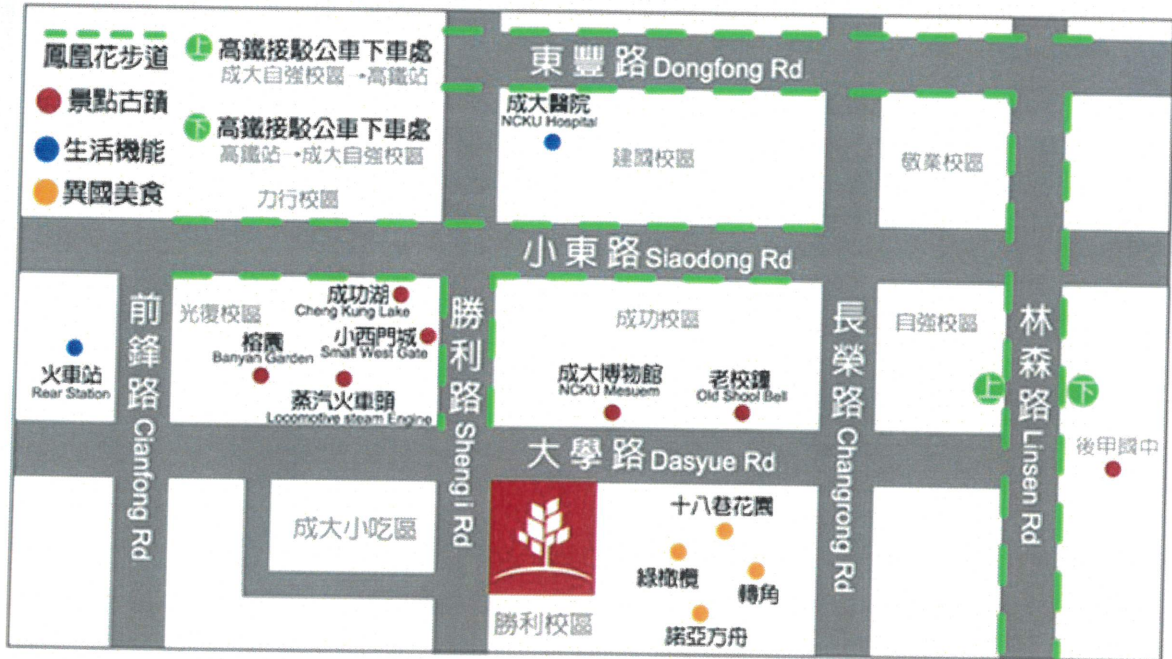 鳳凰花步道
景點古蹟
生活機能
異國美食
上 高鐵接駁公車下車處
成大自強校區→高鐵站
下 高鐵接駁公車下車處
高鐵站→成大自強校區
力行校區
東豐路 Dongfong Rd
成大醫院
NCKU Hospital
建國校區
敬業校區
小東路 Siaodong Rd
火車站
Rear Station
前鋒路 Cianfong Rd
光復校區
成功湖
Cheng Kung Lake
小西門城
Small West Gate
榕園
Banyan Garden
蒸汽火車頭
Locomotive steam Engine
勝利路 Sheng li Rd
成功校區
成大博物館
NCKU Mesuem
老校鐘
Old Shool Bell
長榮路 Changrong Rd
自強校區
上
林森路 Linsen Rd
下
後甲國中
大學路 Dasyue Rd
成大小吃區
勝利校區
十八巷花園
綠橄欖
轉角
諾亞方舟